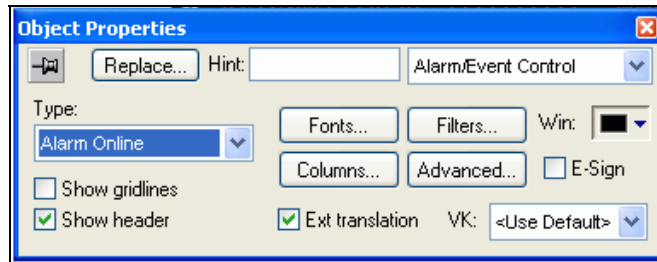 Object Properties
Replace... Hint: Alarm/Event Control
Type:
Alarm Online
Fonts... Filters... Win:
Columns... Advanced... E-Sign
Show gridlines
Show header Ext translation VK: <Use Default>